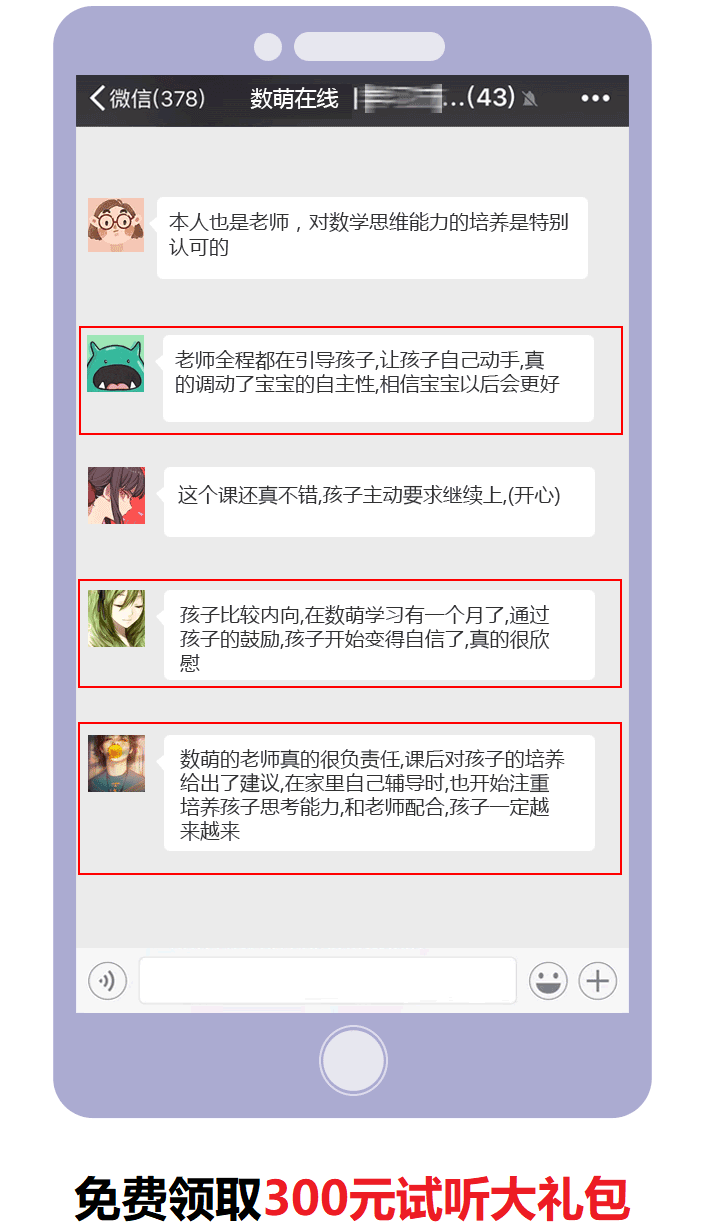 微信(378) 数萌在线 | ...(43)
本人也是老师，对数学思维能力的培养是特别
认可的
老师全程都在引导孩子,让孩子自己动手,真
的调动了宝宝的自主性,相信宝宝以后会更好
这个课还真不错,孩子主动要求继续上,(开心)
孩子比较内向,在数萌学习有一个月了,通过
孩子的鼓励,孩子开始变得自信了,真的很欣
慰
数萌的老师真的很负责任,课后对孩子的培养
给出了建议,在家里自己辅导时,也开始注重
培养孩子思考能力,和老师配合,孩子一定越
来越来
免费领取300元试听大礼包